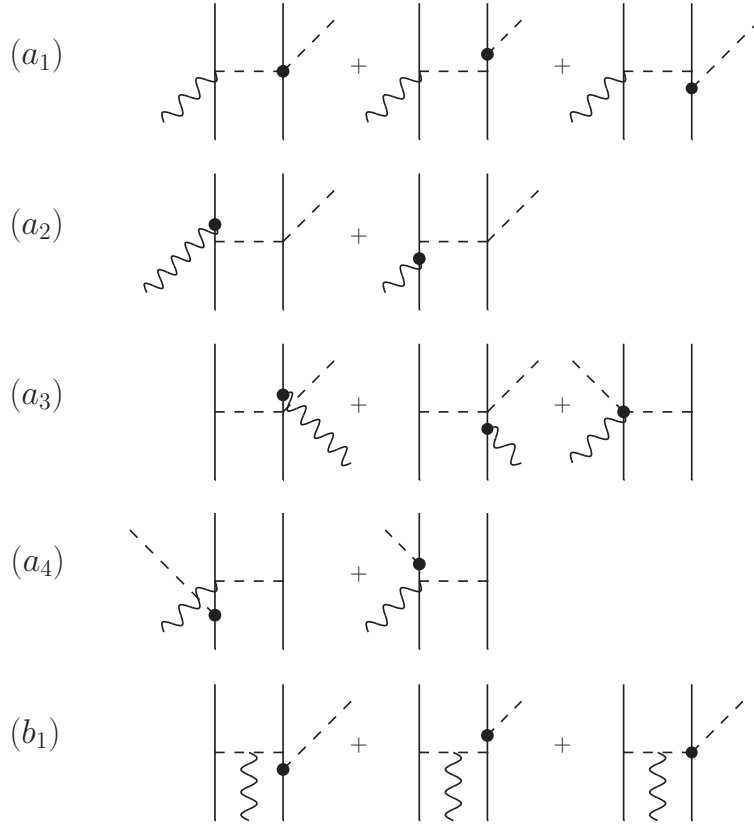 (a₁) + +
(a₂) +
(a₃) + +
(a₄) +
(b₁) + +